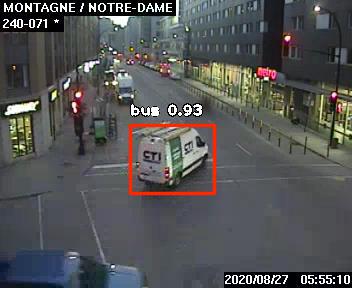 MONTAGNE / NOTRE-DAME
240-071 *
bus 0.93
SUBWAY
metro
CTI
2020/08/27 05:55:10